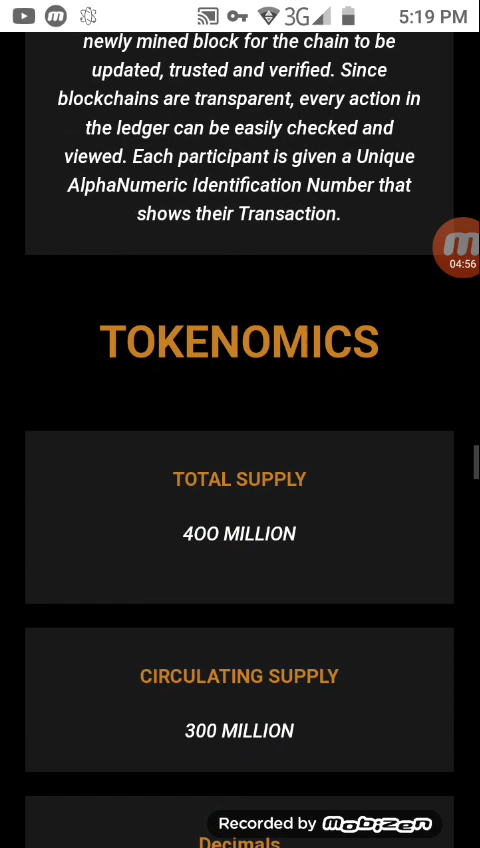 3G 5:19 PM
newly mined block for the chain to be
updated, trusted and verified. Since
blockchains are transparent, every action in
the ledger can be easily checked and
viewed. Each participant is given a Unique
AlphaNumeric Identification Number that
shows their Transaction.
04:56
TOKENOMICS
TOTAL SUPPLY
4OO MILLION
CIRCULATING SUPPLY
300 MILLION
Recorded by mobizen
Decimals